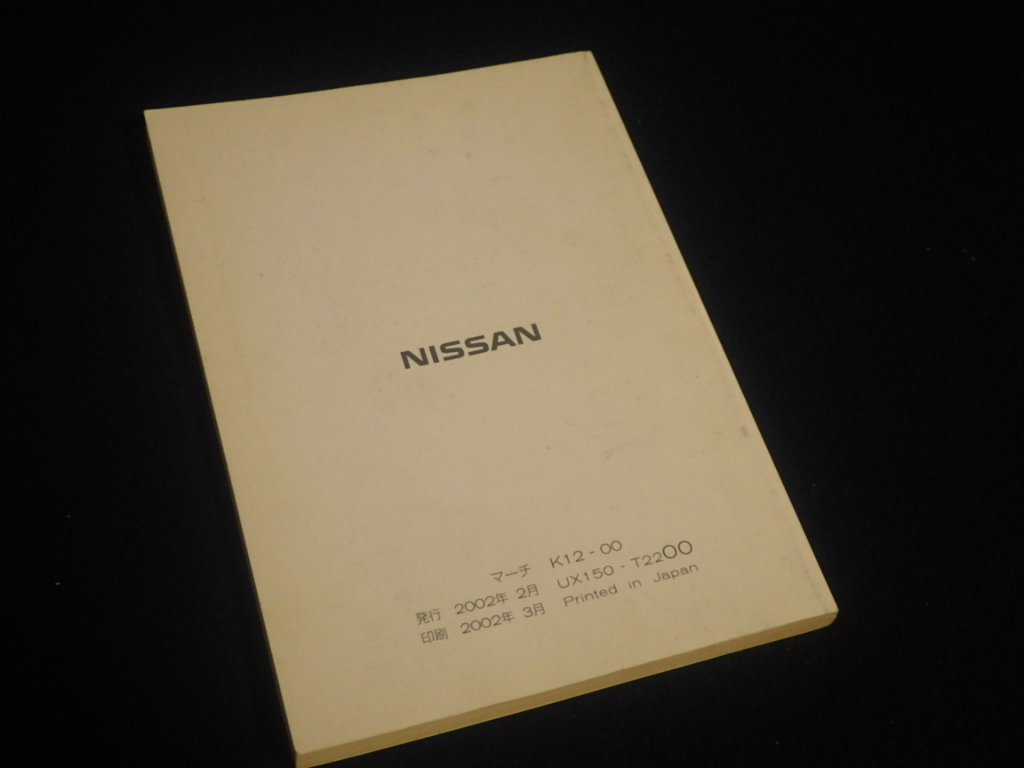 NISSAN
マーチ K12-00
発行 2002年 2月 UX150-T2200
印刷 2002年 3月 Printed in Japan